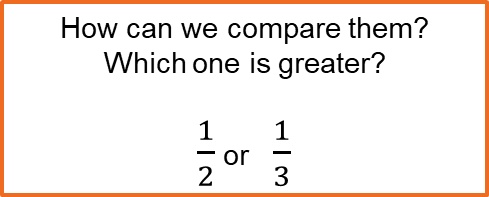 How can we compare them?
Which one is greater?
1/2 or 1/3